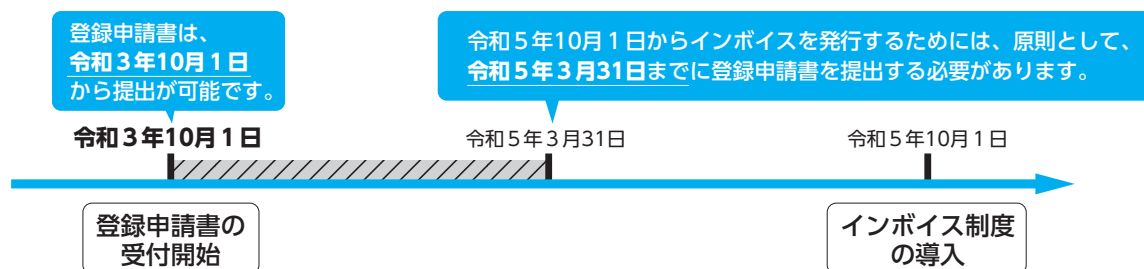 登録申請書は、
令和３年10月１日
から提出が可能です。
令和５年10月１日からインボイスを発行するためには、原則として、
令和５年３月31日までに登録申請書を提出する必要があります。
令和３年10月１日
令和５年３月31日
令和５年10月１日
登録申請書の
受付開始
インボイス制度
の導入